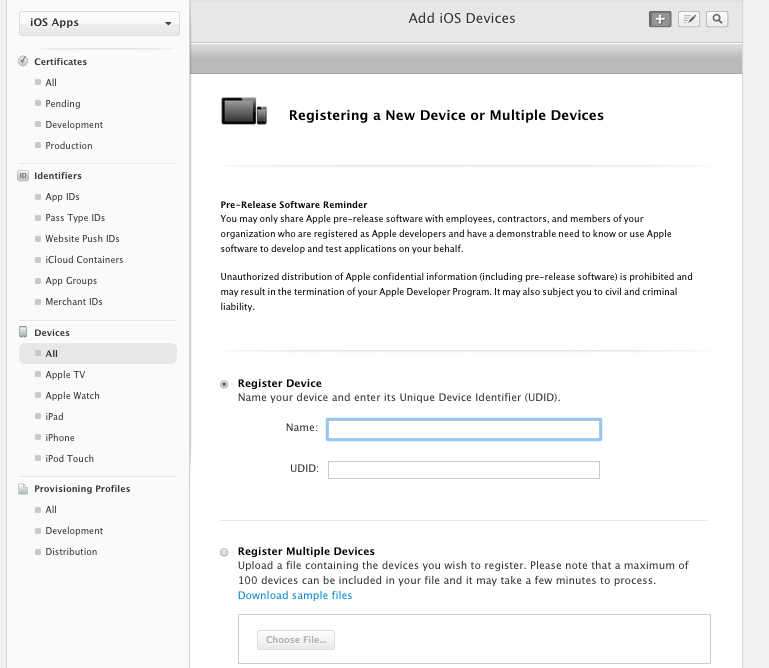 iOS Apps
Add iOS Devices
Certificates
All
Pending
Development
Production
ID Identifiers
App IDs
Pass Type IDs
Website Push IDs
iCloud Containers
App Groups
Merchant IDs
Devices
All
Apple TV
Apple Watch
iPad
iPhone
iPod Touch
Provisioning Profiles
All
Development
Distribution
Registering a New Device or Multiple Devices
Pre-Release Software Reminder
You may only share Apple pre-release software with employees, contractors, and members of your
organization who are registered as Apple developers and have a demonstrable need to know or use Apple
software to develop and test applications on your behalf.
Unauthorized distribution of Apple confidential information (including pre-release software) is prohibited and
may result in the termination of your Apple Developer Program. It may also subject you to civil and criminal
liability.
Register Device
Name your device and enter its Unique Device Identifier (UDID).
Name:
UDID:
Register Multiple Devices
Upload a file containing the devices you wish to register. Please note that a maximum of
100 devices can be included in your file and it may take a few minutes to process.
Download sample files
Choose File...